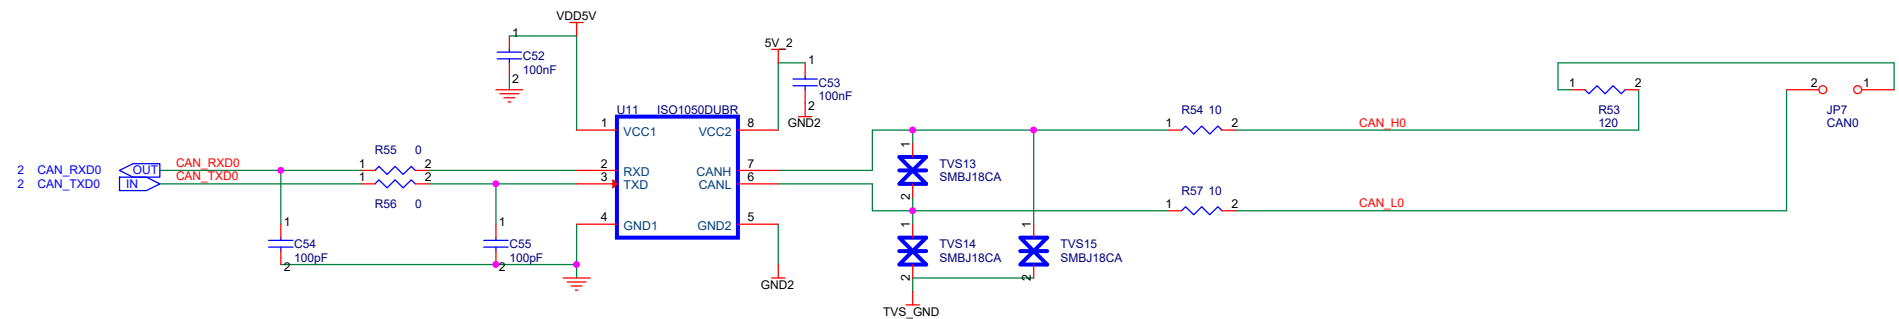 VDD5V
1
C52
100nF
2
5V_2
1
C53
100nF
2
GND2
U11 ISO1050DUBR
1 VCC1 VCC2 8
2 RXD CANH 7
3 TXD CANL 6
4 GND1 GND2 5
2 CAN_RXD0 OUT CAN_RXD0
2 CAN_TXD0 IN CAN_TXD0
R55 0
1 2
1 2
R56 0
1
C54
100pF
2
1
C55
100pF
2
GND2
1
TVS13
SMBJ18CA
2
1
TVS14
SMBJ18CA
2
1
TVS15
SMBJ18CA
2
TVS_GND
R54 10
1 2
CAN_H0
R57 10
1 2
CAN_L0
1 2
R53
120
2 1
JP7
CAN0